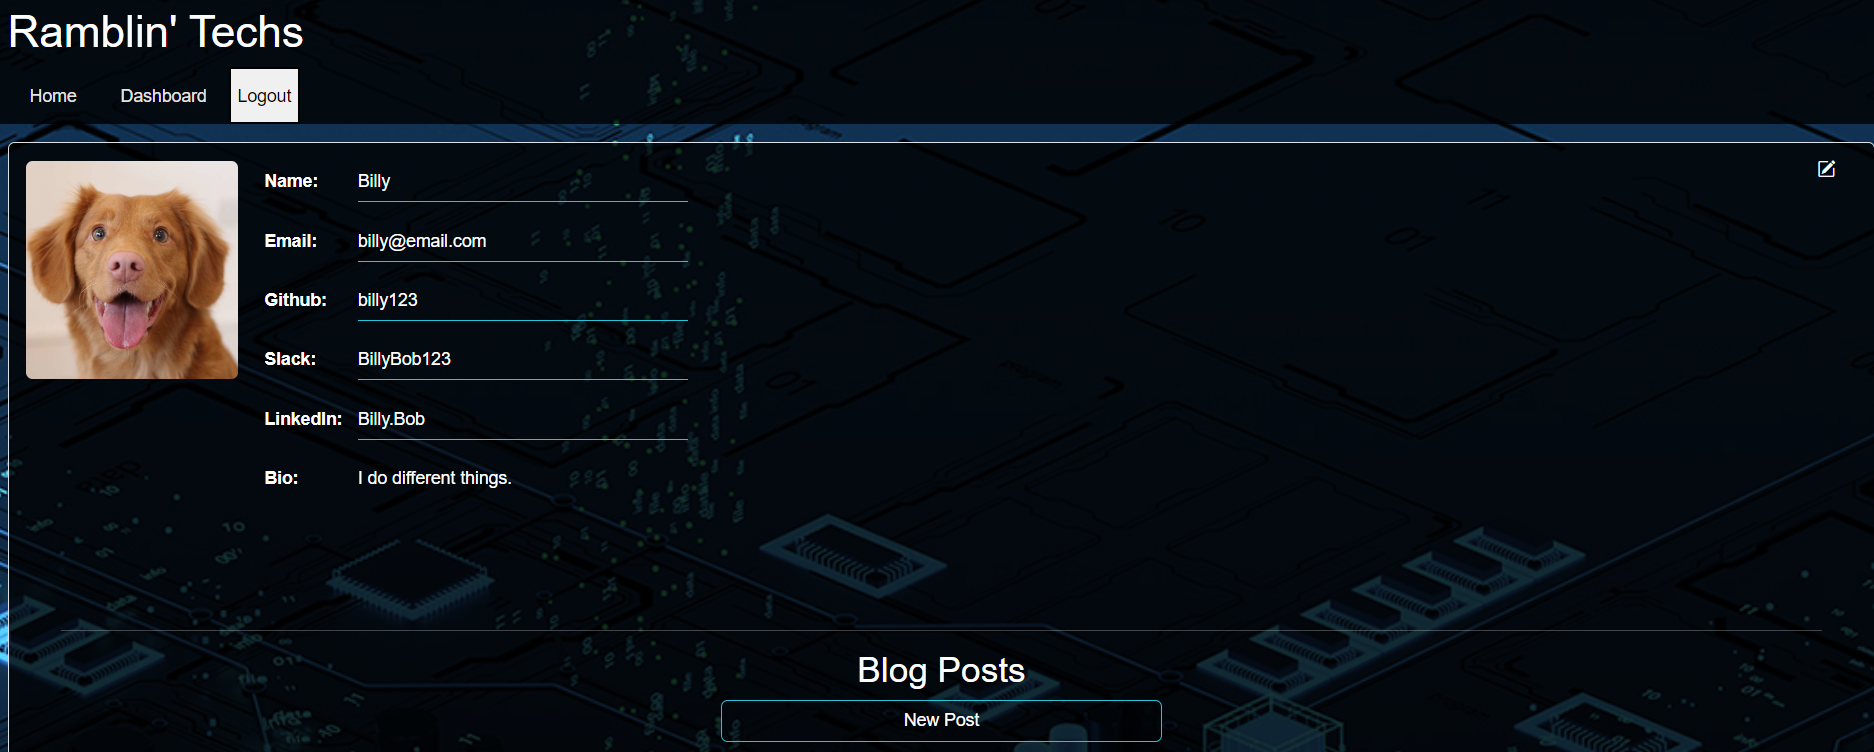 Ramblin' Techs
Home Dashboard Logout
Name: Billy
Email: billy@email.com
Github: billy123
Slack: BillyBob123
LinkedIn: Billy.Bob
Bio: I do different things.
Blog Posts
New Post